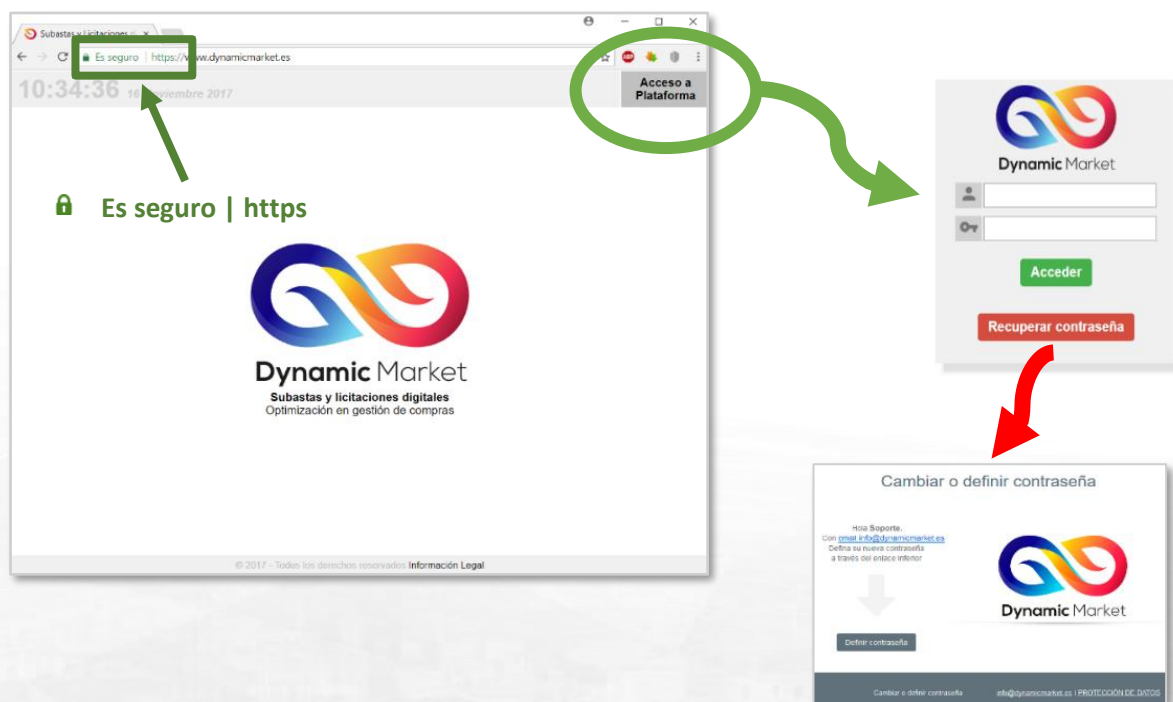 Subastas y Licitaciones d
Es seguro | https://www.dynamicmarket.es
10:34:36 16 noviembre 2017
Acceso a
Plataforma
Es seguro | https
Dynamic Market
Subastas y licitaciones digitales
Optimización en gestión de compras
© 2017 - Todos los derechos reservados Información Legal
Dynamic Market
Acceder
Recuperar contraseña
Cambiar o definir contraseña
Hola Soporte.
Con email info@dynamicmarket.es
Defina su nueva contraseña
a través del enlace inferior
Dynamic Market
Definir contraseña
Cambiar o definir contraseña
info@dynamicmarket.es | PROTECCIÓN DE DATOS